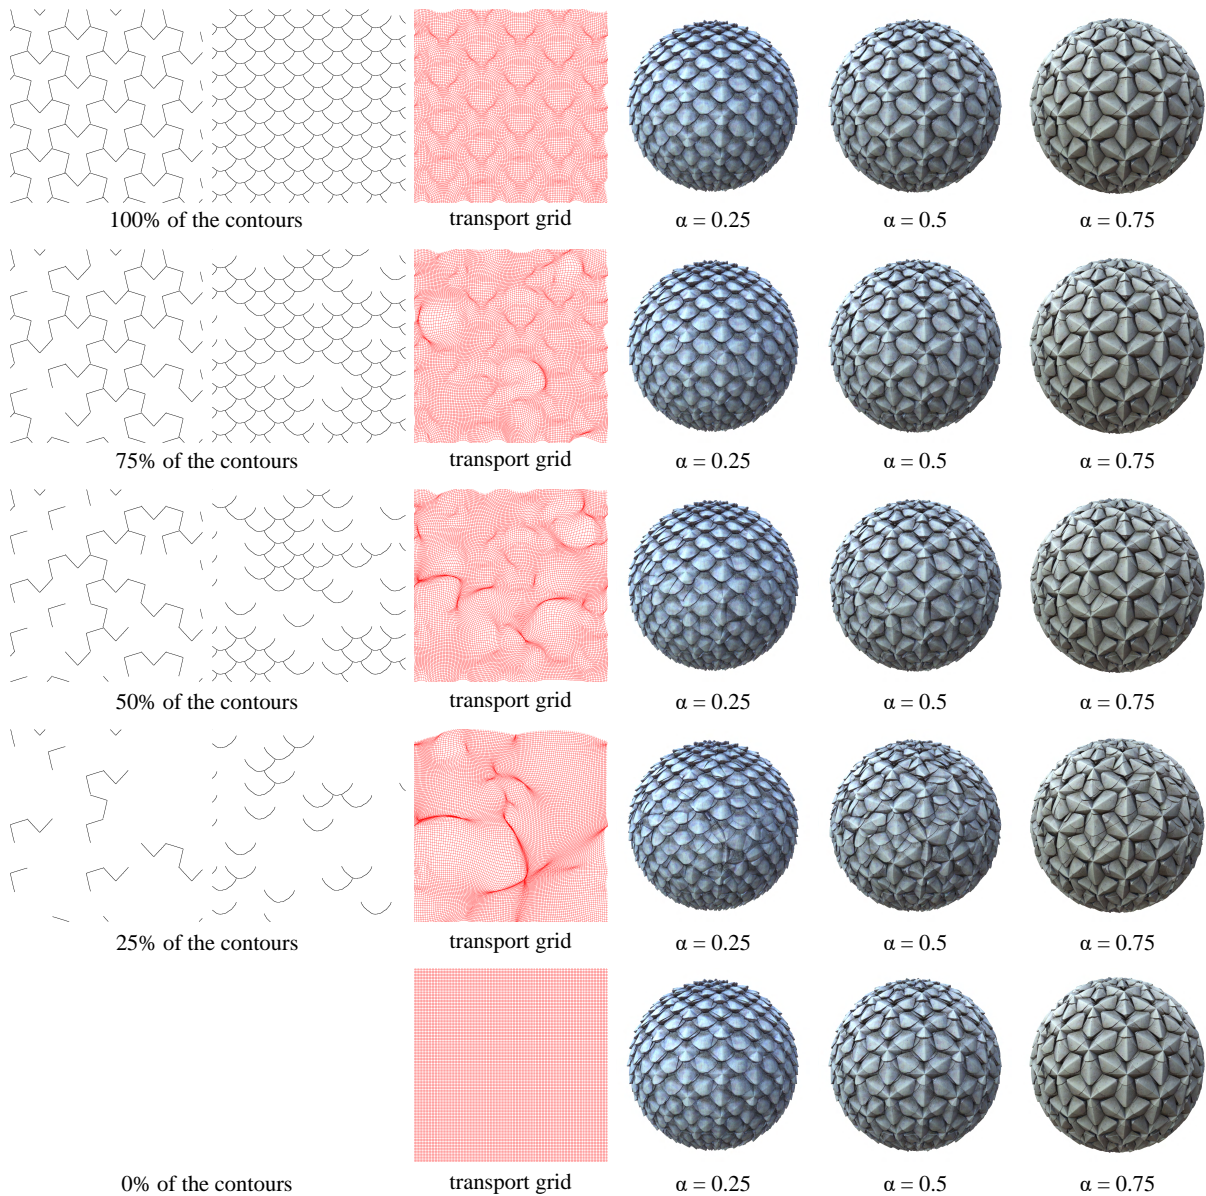 100% of the contours transport grid α = 0.25 α = 0.5 α = 0.75
75% of the contours transport grid α = 0.25 α = 0.5 α = 0.75
50% of the contours transport grid α = 0.25 α = 0.5 α = 0.75
25% of the contours transport grid α = 0.25 α = 0.5 α = 0.75
0% of the contours transport grid α = 0.25 α = 0.5 α = 0.75